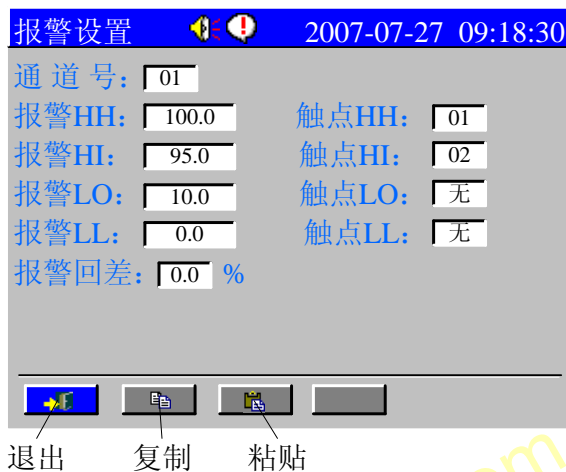 报警设置 2007-07-27 09:18:30
通 道 号： 01
报警HH： 100.0 触点HH： 01
报警HI： 95.0 触点HI： 02
报警LO： 10.0 触点LO： 无
报警LL： 0.0 触点LL： 无
报警回差： 0.0 %
退出 复制 粘贴